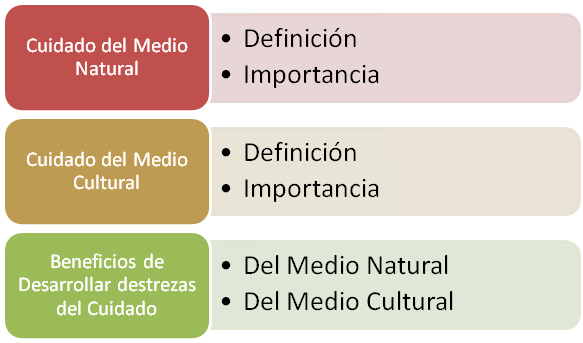 Cuidado del Medio
Natural
• Definición
• Importancia
Cuidado del Medio
Cultural
• Definición
• Importancia
Beneficios de
Desarrollar destrezas
del Cuidado
• Del Medio Natural
• Del Medio Cultural